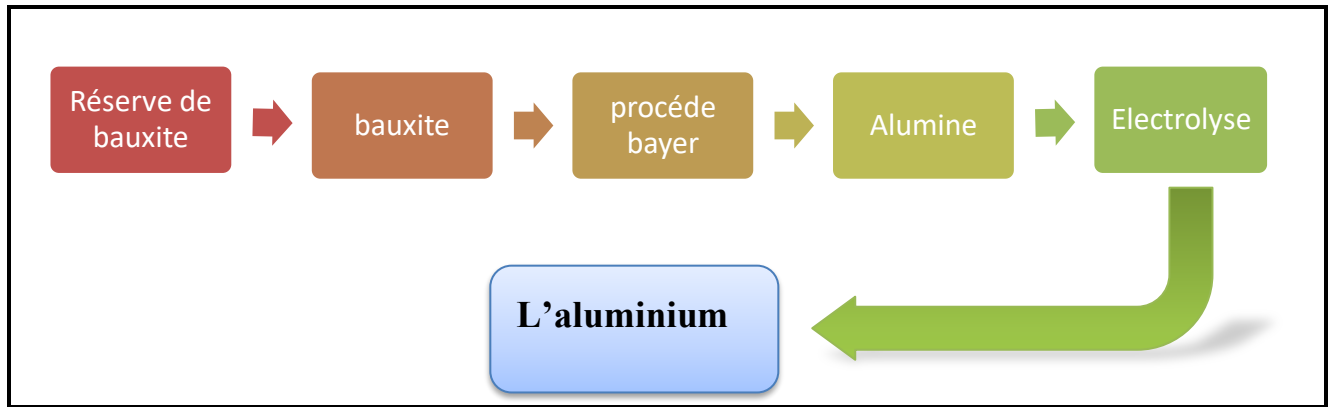 Réserve de
bauxite
bauxite
procéde
bayer
Alumine
Electrolyse
L’aluminium